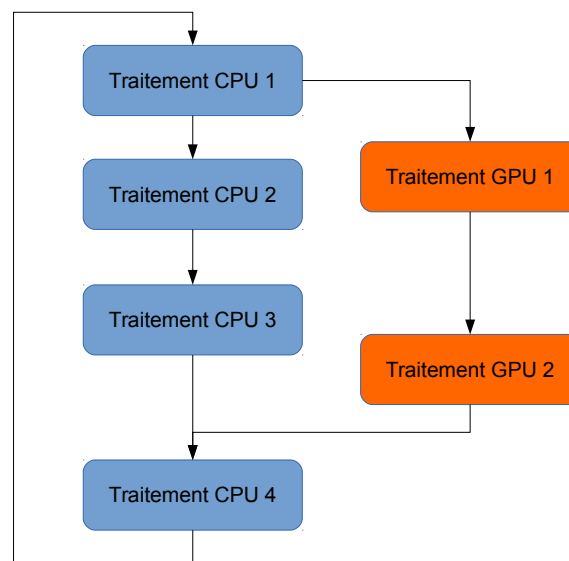 Traitement CPU 1
Traitement GPU 1
Traitement CPU 2
Traitement CPU 3
Traitement GPU 2
Traitement CPU 4